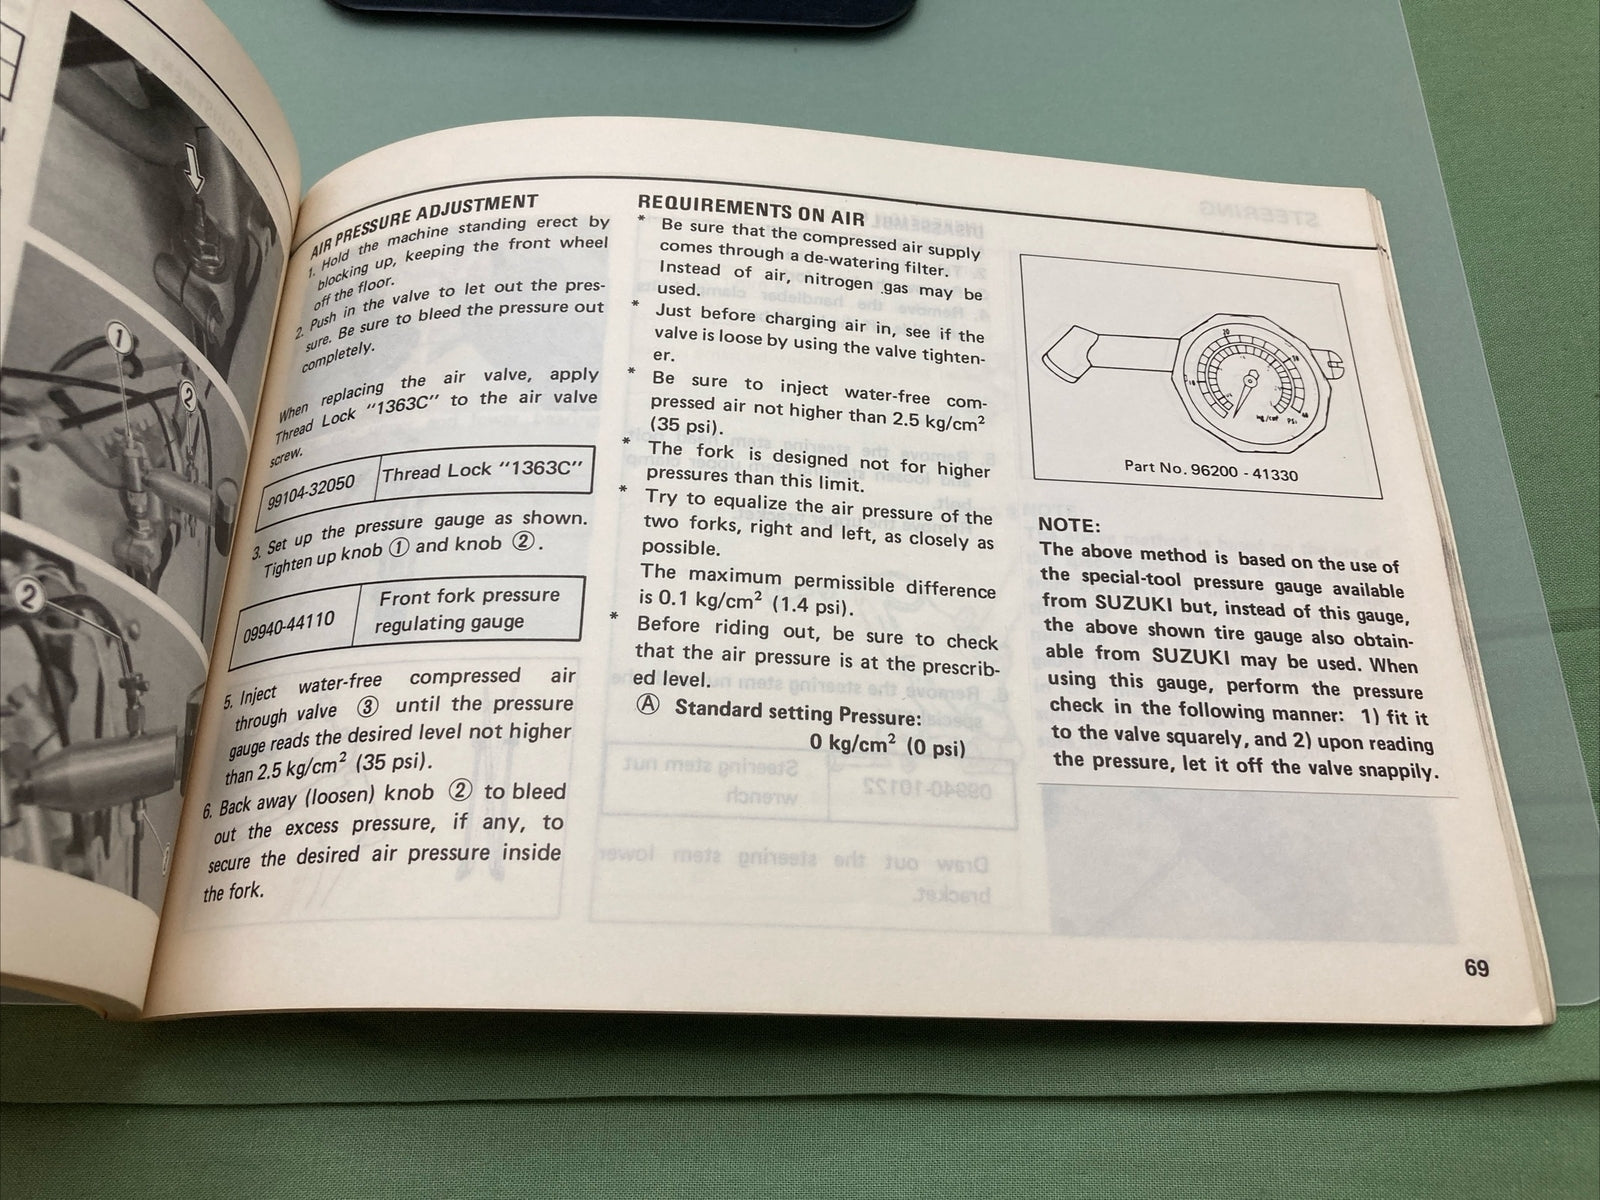 AIR PRESSURE ADJUSTMENT
1. Hold the machine standing erect by
blocking up, keeping the front wheel
off the floor.
2. Push in the valve to let out the pres-
sure. Be sure to bleed the pressure out
completely.
When replacing the air valve, apply
Thread Lock "1363C" to the air valve
screw.
99104-32050 Thread Lock "1363C"
3. Set up the pressure gauge as shown.
Tighten up knob ① and knob ②.
09940-44110 Front fork pressure
regulating gauge
5. Inject water-free compressed air
through valve ③ until the pressure
gauge reads the desired level not higher
than 2.5 kg/cm² (35 psi).
6. Back away (loosen) knob ② to bleed
out the excess pressure, if any, to
secure the desired air pressure inside
the fork.
REQUIREMENTS ON AIR
* Be sure that the compressed air supply
comes through a de-watering filter.
Instead of air, nitrogen gas may be
used.
* Just before charging air in, see if the
valve is loose by using the valve tighten-
er.
* Be sure to inject water-free com-
pressed air not higher than 2.5 kg/cm²
(35 psi).
* The fork is designed not for higher
pressures than this limit.
* Try to equalize the air pressure of the
two forks, right and left, as closely as
possible.
The maximum permissible difference
is 0.1 kg/cm² (1.4 psi).
* Before riding out, be sure to check
that the air pressure is at the prescrib-
ed level.
Ⓐ Standard setting Pressure:
0 kg/cm² (0 psi)
Part No. 96200 - 41330
NOTE:
The above method is based on the use of
the special-tool pressure gauge available
from SUZUKI but, instead of this gauge,
the above shown tire gauge also obtain-
able from SUZUKI may be used. When
using this gauge, perform the pressure
check in the following manner: 1) fit it
to the valve squarely, and 2) upon reading
the pressure, let it off the valve snappily.
69
①
②
②